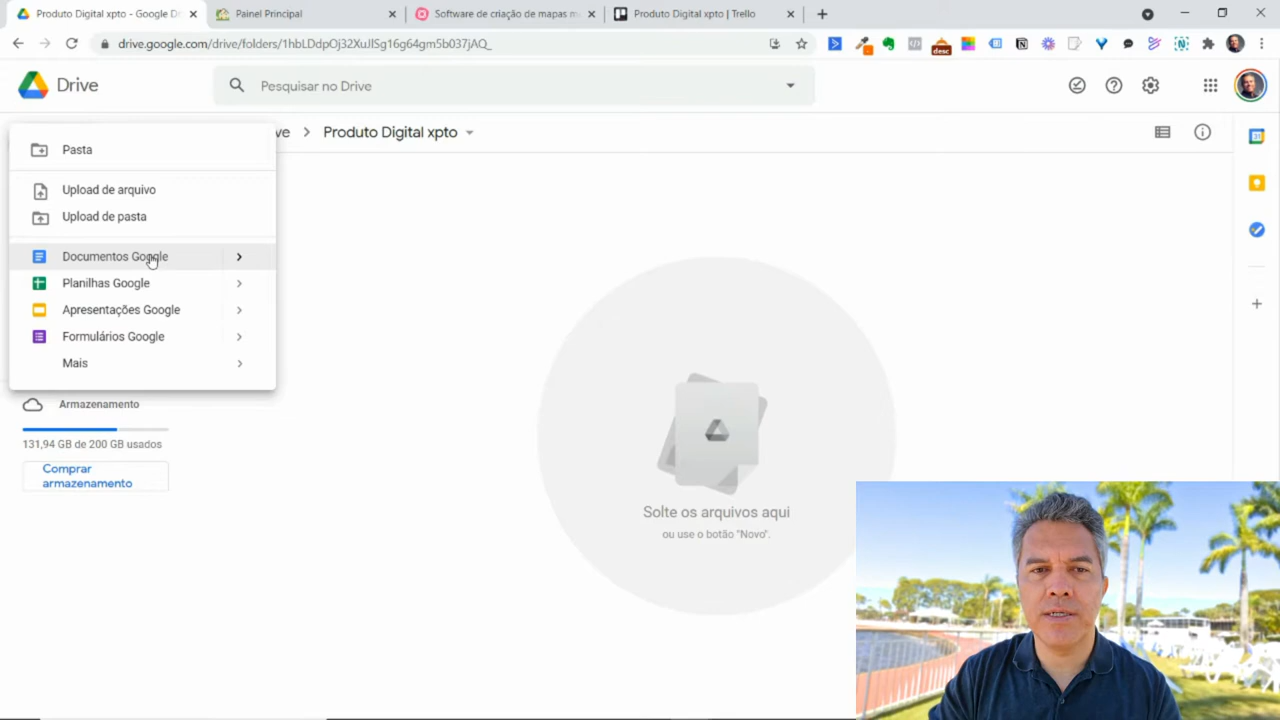 Produto Digital xpto - Google Dr
Painel Principal
Software de criação de mapas m
Produto Digital xpto | Trello
drive.google.com/drive/folders/1hbLDdpOj32XuJlSg16g64gm5b037jAQ_
desc
Drive
Pesquisar no Drive
ve
Produto Digital xpto
Pasta
Upload de arquivo
Upload de pasta
Documentos Google
Planilhas Google
Apresentações Google
Formulários Google
Mais
Armazenamento
131,94 GB de 200 GB usados
Comprar
armazenamento
Solte os arquivos aqui
ou use o botão "Novo".